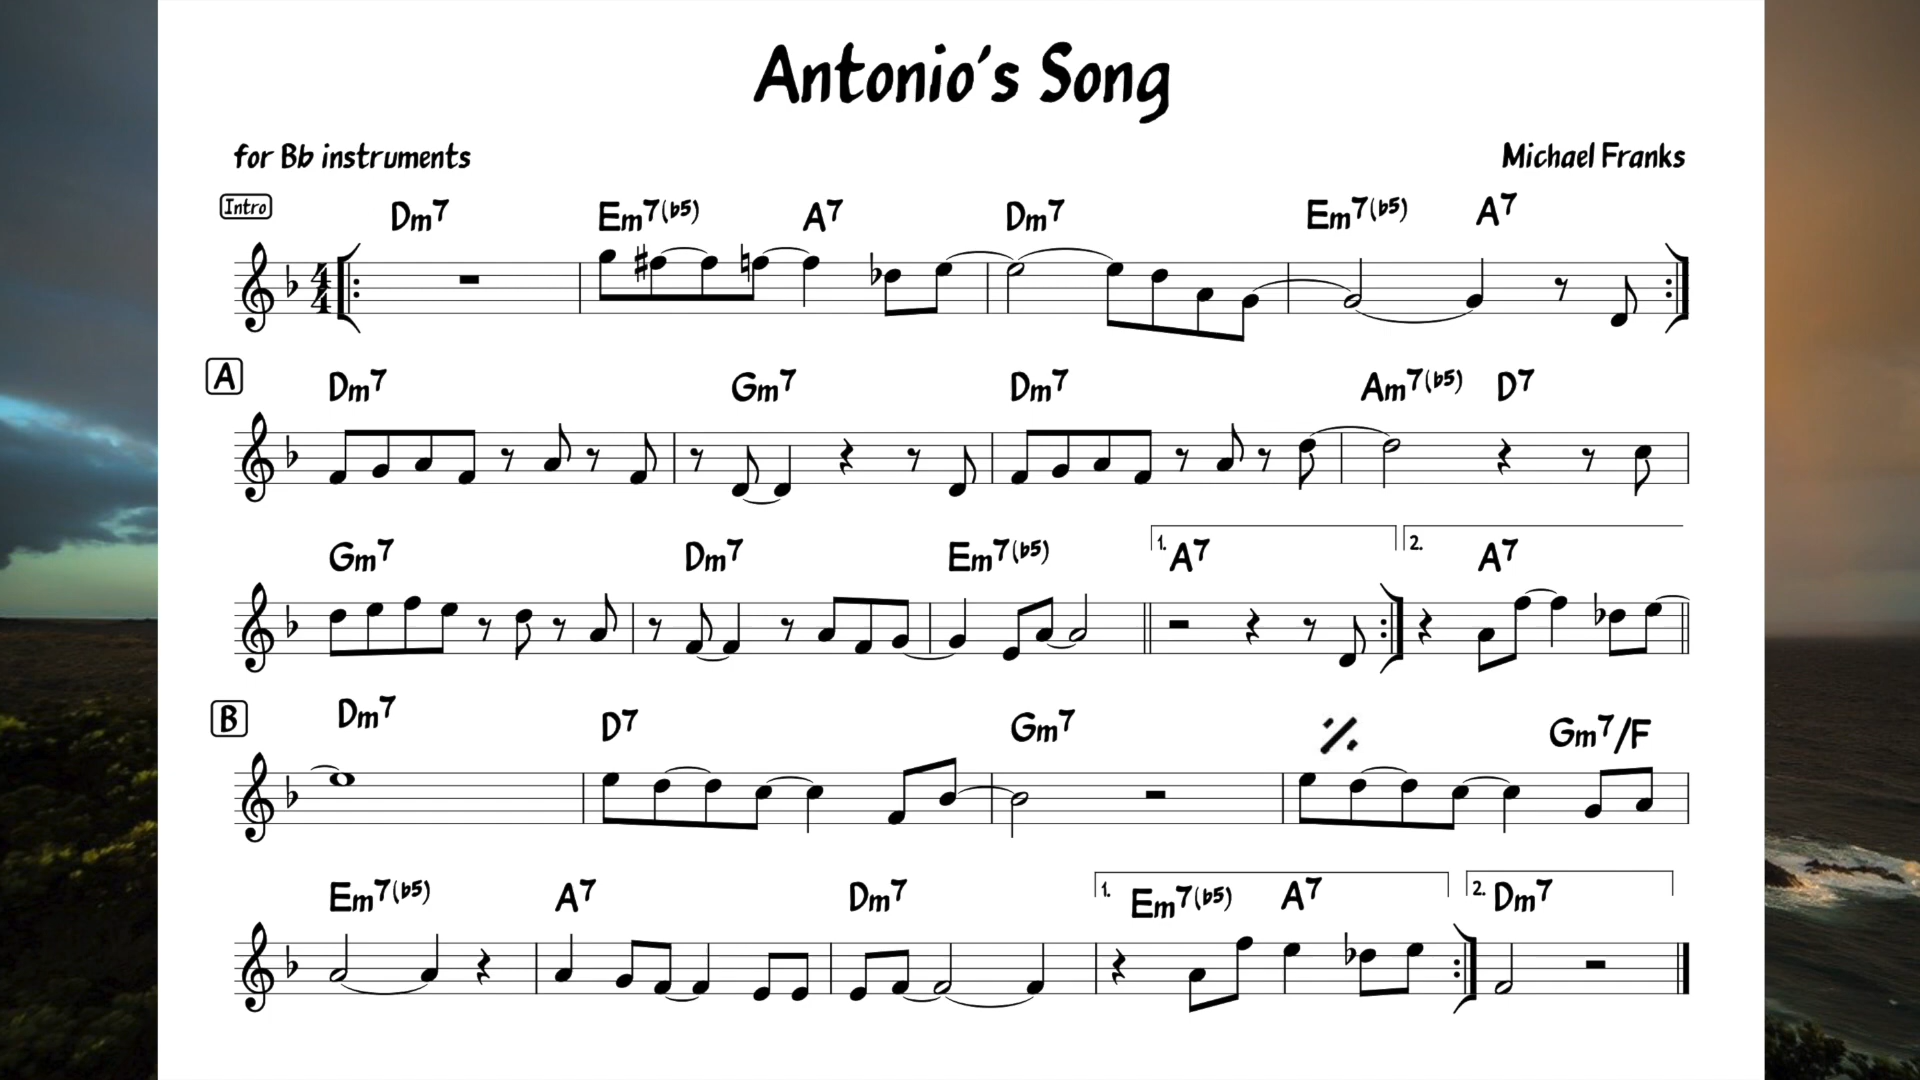 Antonio's Song
for Bb instruments
Michael Franks
Intro
Dm7 Em7(b5) A7 Dm7 Em7(b5) A7
4
4
A
Dm7 Gm7 Dm7 Am7(b5) D7
1. 2.
Gm7 Dm7 Em7(b5) A7 A7
B
Dm7 D7 Gm7 Gm7/F
1. 2.
Em7(b5) A7 Dm7 Em7(b5) A7 Dm7